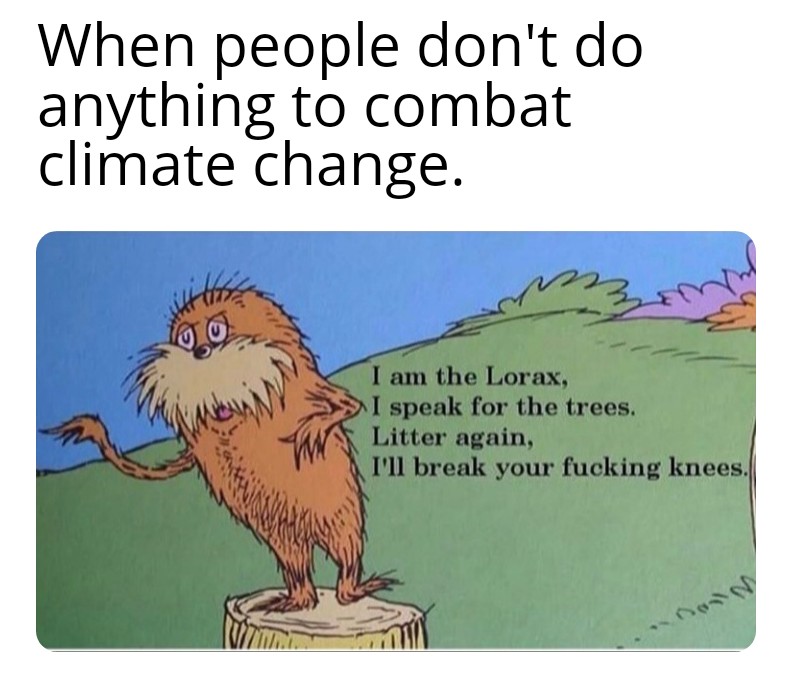 When people don't do
anything to combat
climate change.
I am the Lorax,
I speak for the trees.
Litter again,
I'll break your fucking knees.